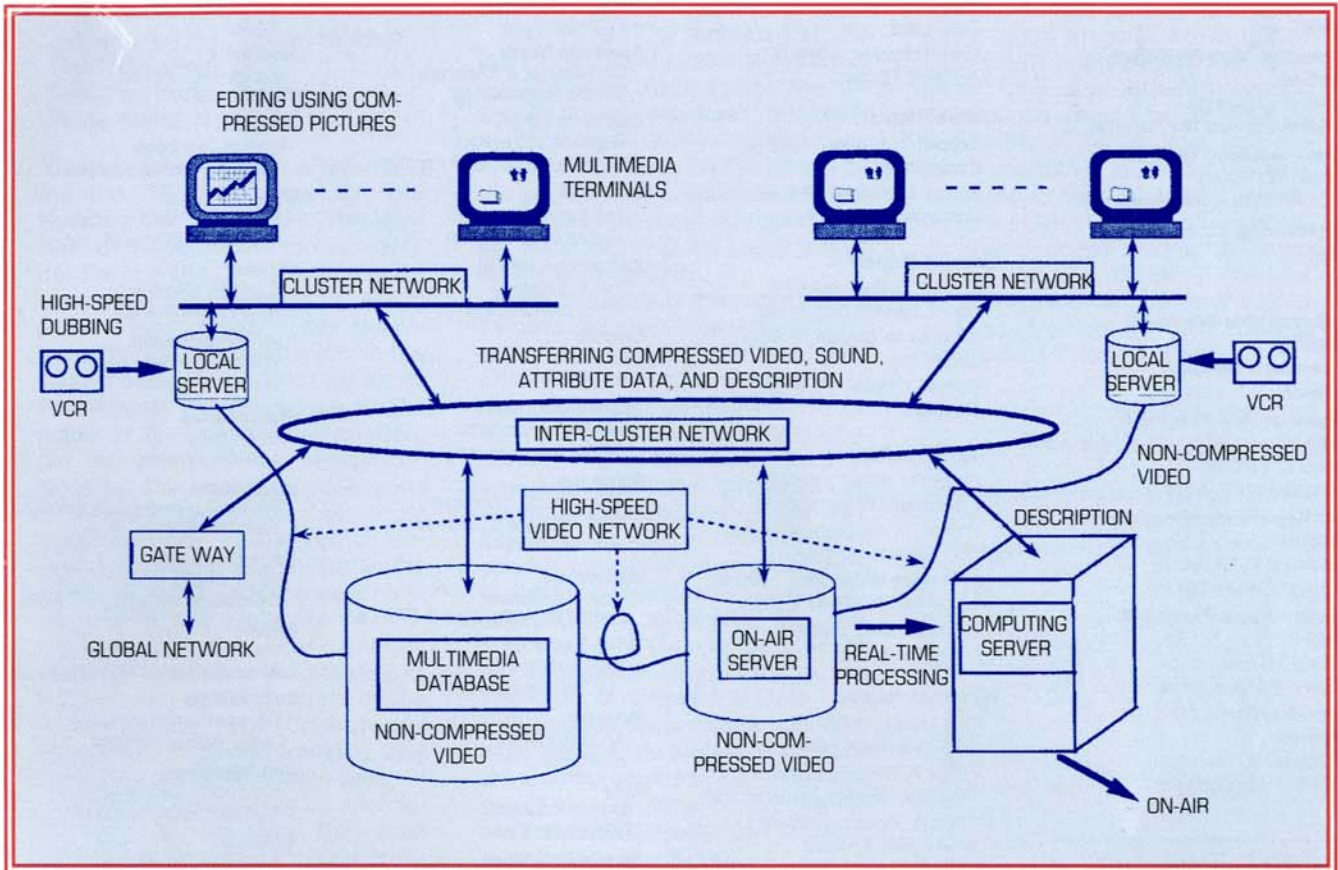 EDITING USING COM-
PRESSED PICTURES
MULTIMEDIA
TERMINALS
CLUSTER NETWORK
CLUSTER NETWORK
HIGH-SPEED
DUBBING
LOCAL
SERVER
VCR
TRANSFERRING COMPRESSED VIDEO, SOUND,
ATTRIBUTE DATA, AND DESCRIPTION
LOCAL
SERVER
VCR
INTER-CLUSTER NETWORK
NON-COMPRESSED
VIDEO
HIGH-SPEED
VIDEO NETWORK
DESCRIPTION
GATE WAY
GLOBAL NETWORK
MULTIMEDIA
DATABASE
NON-COMPRESSED
VIDEO
ON-AIR
SERVER
NON-COM-
PRESSED VIDEO
REAL-TIME
PROCESSING
COMPUTING
SERVER
ON-AIR